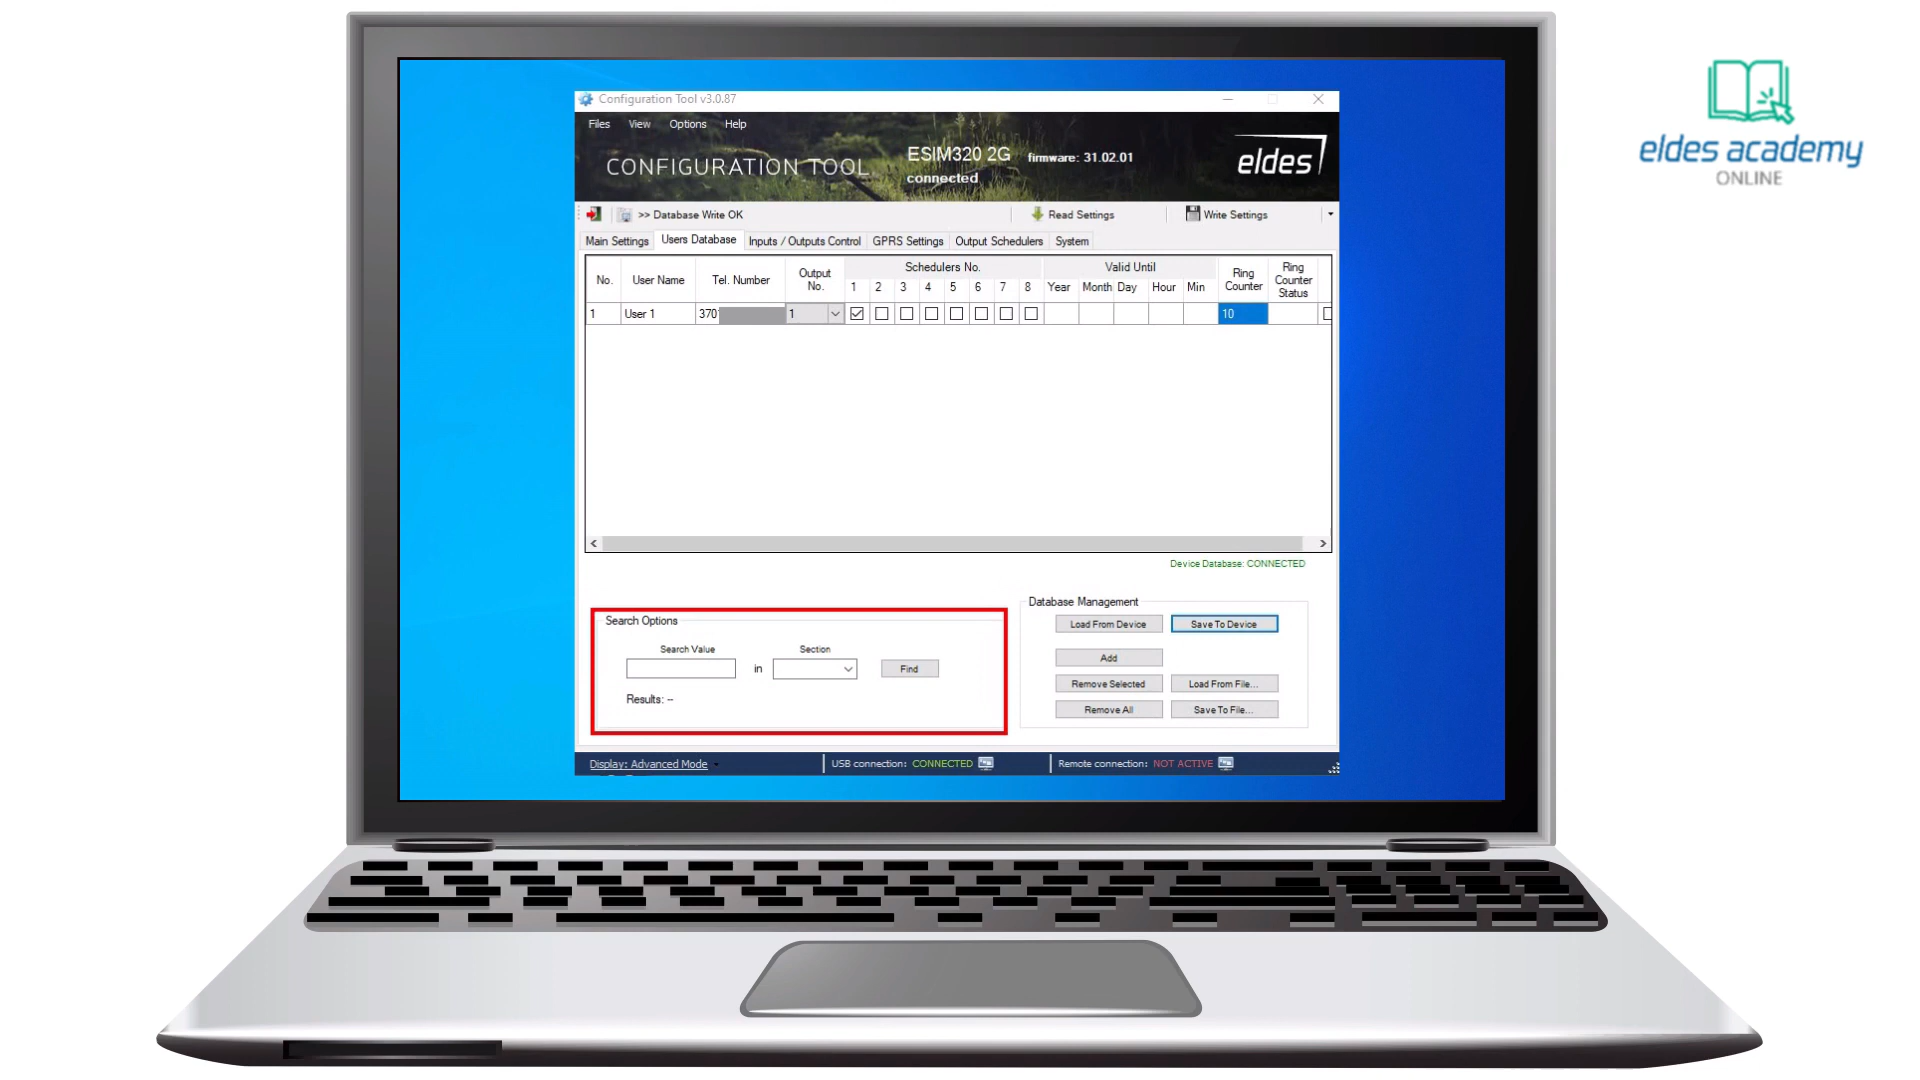 eldes academy
ONLINE
Configuration Tool v3.0.87
Files View Options Help
CONFIGURATION TOOL
ESIM320 2G firmware: 31.02.01
connected
eldes
>> Database Write OK
Read Settings
Write Settings
Main Settings Users Database Inputs / Outputs Control GPRS Settings Output Schedulers System
No. User Name Tel. Number Output No. Schedulers No. Valid Until Ring Counter Ring Counter Status
1 2 3 4 5 6 7 8 Year Month Day Hour Min
1 User 1 370 1 10
Device Database: CONNECTED
Search Options
Search Value Section
in Find
Results: --
Database Management
Load From Device Save To Device
Add
Remove Selected Load From File...
Remove All Save To File...
Display: Advanced Mode USB connection: CONNECTED Remote connection: NOT ACTIVE